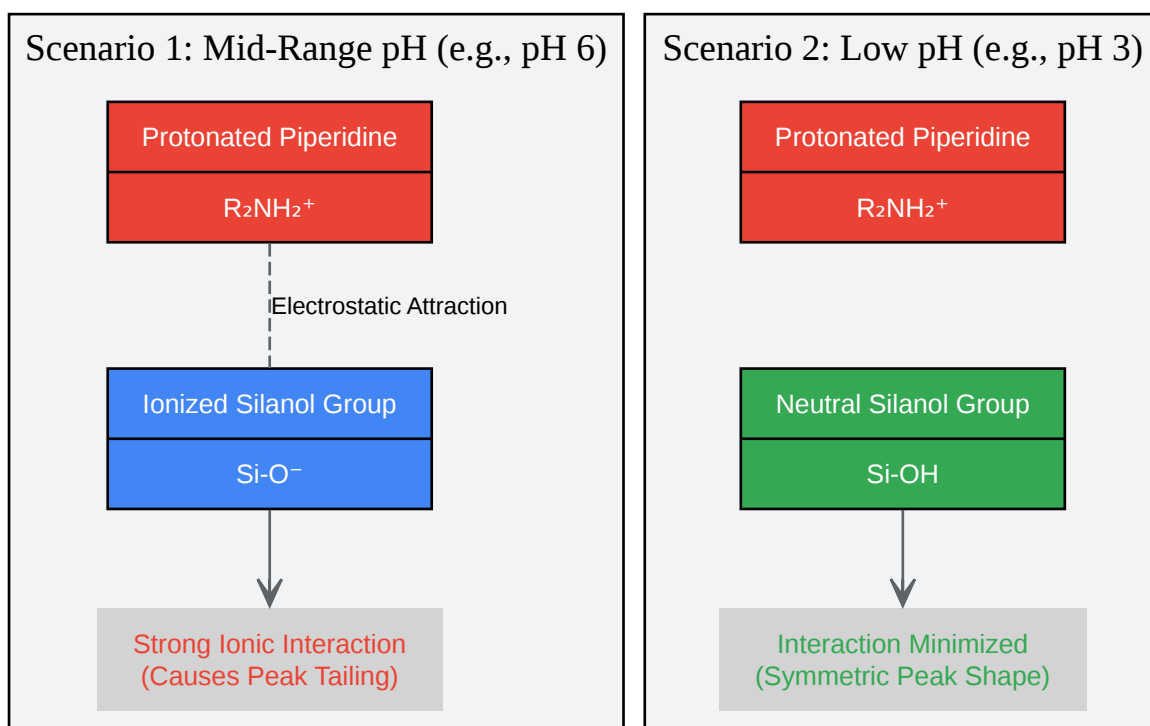 Scenario 1: Mid-Range pH (e.g., pH 6)
Protonated Piperidine
R₂NH₂⁺
Electrostatic Attraction
Ionized Silanol Group
Si-O⁻
Strong Ionic Interaction
(Causes Peak Tailing)
Scenario 2: Low pH (e.g., pH 3)
Protonated Piperidine
R₂NH₂⁺
Neutral Silanol Group
Si-OH
Interaction Minimized
(Symmetric Peak Shape)